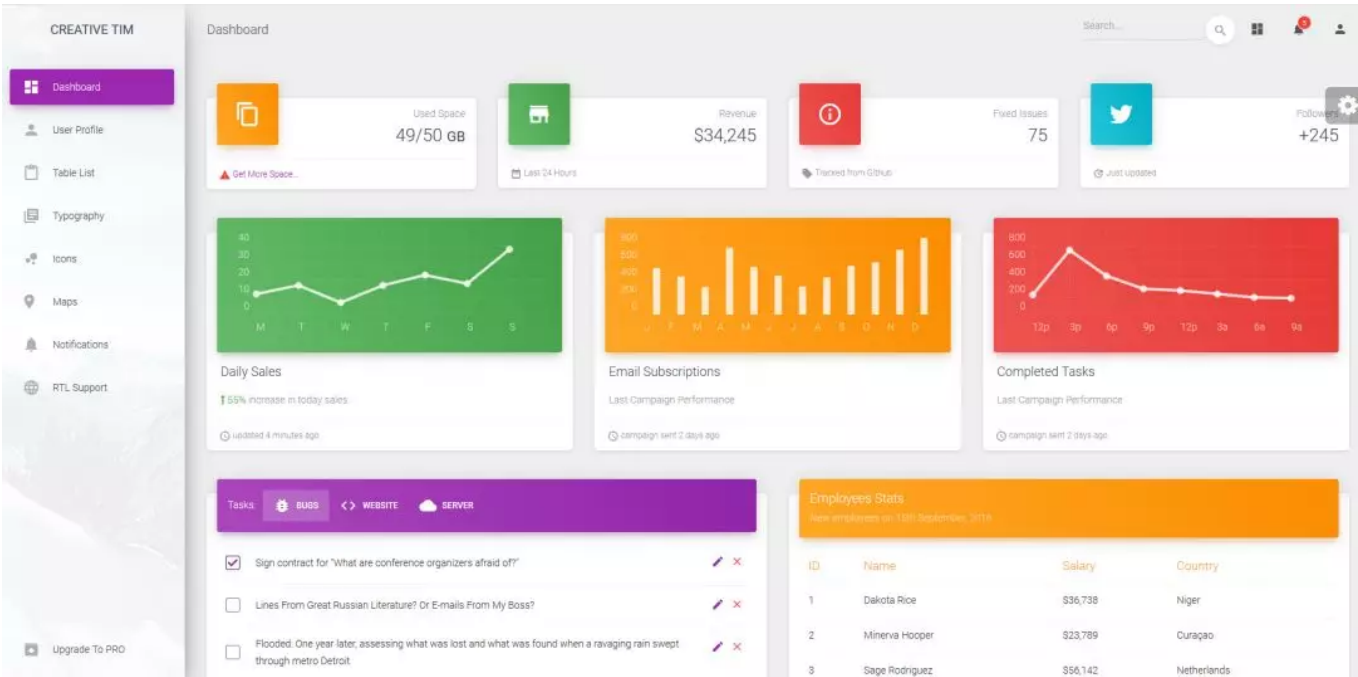 CREATIVE TIM
Dashboard
User Profile
Table List
Typography
Icons
Maps
Notifications
RTL Support
Upgrade To PRO
Dashboard
Search...
5
Used Space
49/50 GB
Get More Space...
Revenue
$34,245
Last 24 Hours
Fixed Issues
75
Tracked from Github
Followers
+245
Just Updated
40
30
20
10
0
M T W T F S S
Daily Sales
55% increase in today sales.
updated 4 minutes ago
800
600
400
200
0
J F M A M J J A S O N D
Email Subscriptions
Last Campaign Performance
campaign sent 2 days ago
800
600
400
200
0
12p 3p 6p 9p 12p 3a 6a 9a
Completed Tasks
Last Campaign Performance
campaign sent 2 days ago
Tasks: BUGS WEBSITE SERVER
Sign contract for "What are conference organizers afraid of?"
Lines From Great Russian Literature? Or E-mails From My Boss?
Flooded: One year later, assessing what was lost and what was found when a ravaging rain swept
through metro Detroit
Employees Stats
New employees on 15th September, 2016
ID Name Salary Country
1 Dakota Rice $36,738 Niger
2 Minerva Hooper $23,789 Curaçao
3 Sage Rodriguez $56,142 Netherlands